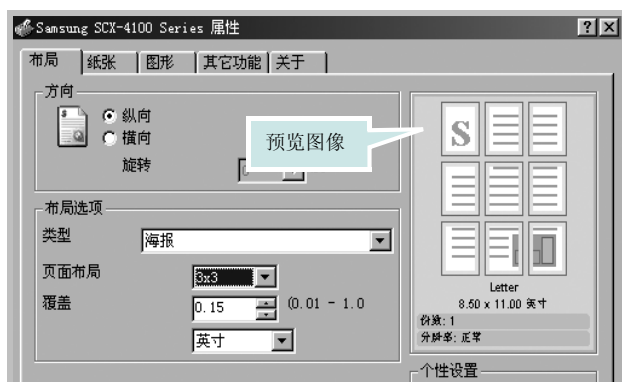 Samsung SCX-4100 Series 属性
布局 纸张 图形 其它功能 关于
方向
纵向
横向
旋转
预览图像
S
布局选项
类型 海报
页面布局 3x3
覆盖 0.15 (0.01 - 1.0
英寸
Letter
8.50 x 11.00 英寸
份数: 1
分辨率: 正常
个性设置